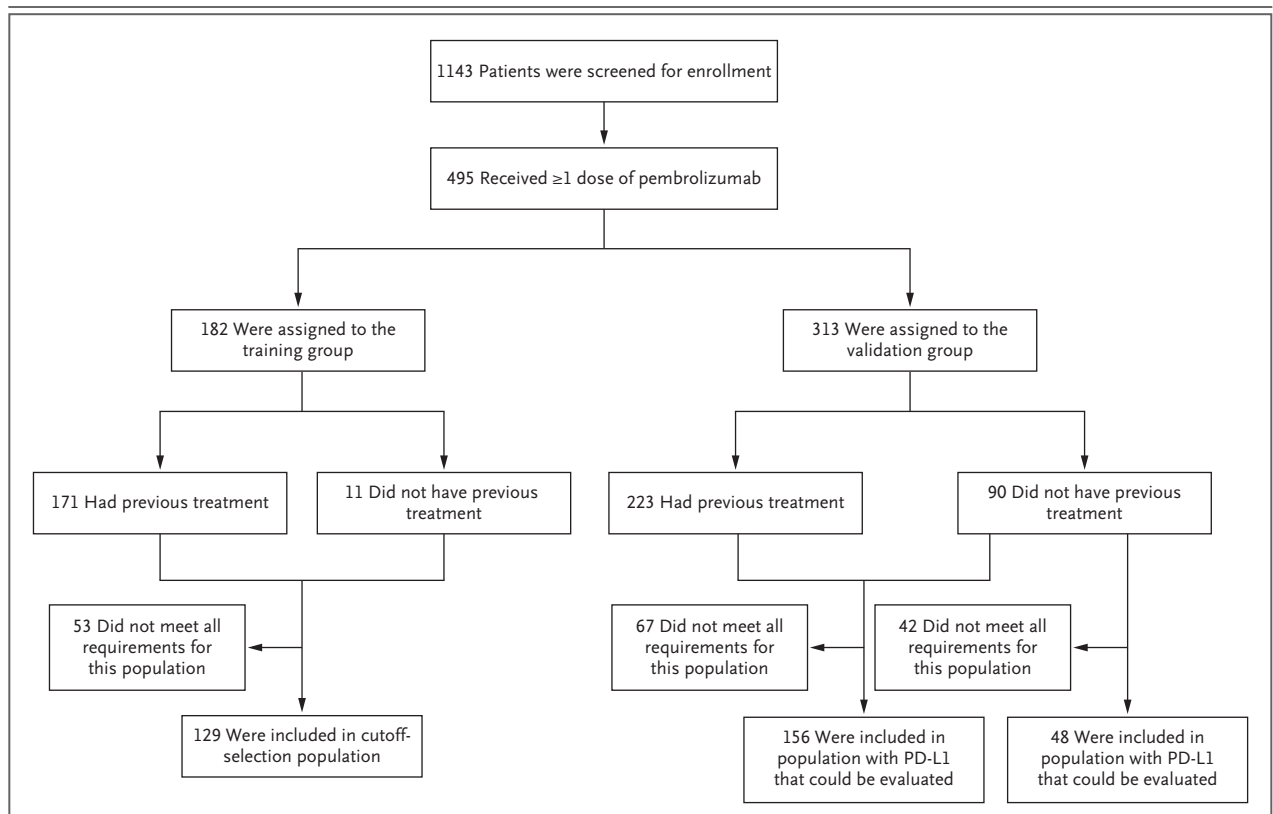 1143 Patients were screened for enrollment
495 Received ≥1 dose of pembrolizumab
182 Were assigned to the
training group
313 Were assigned to the
validation group
171 Had previous treatment
11 Did not have previous
treatment
223 Had previous treatment
90 Did not have previous
treatment
53 Did not meet all
requirements for
this population
67 Did not meet all
requirements for
this population
42 Did not meet all
requirements for
this population
129 Were included in cutoff-
selection population
156 Were included in
population with PD-L1
that could be evaluated
48 Were included in
population with PD-L1
that could be evaluated